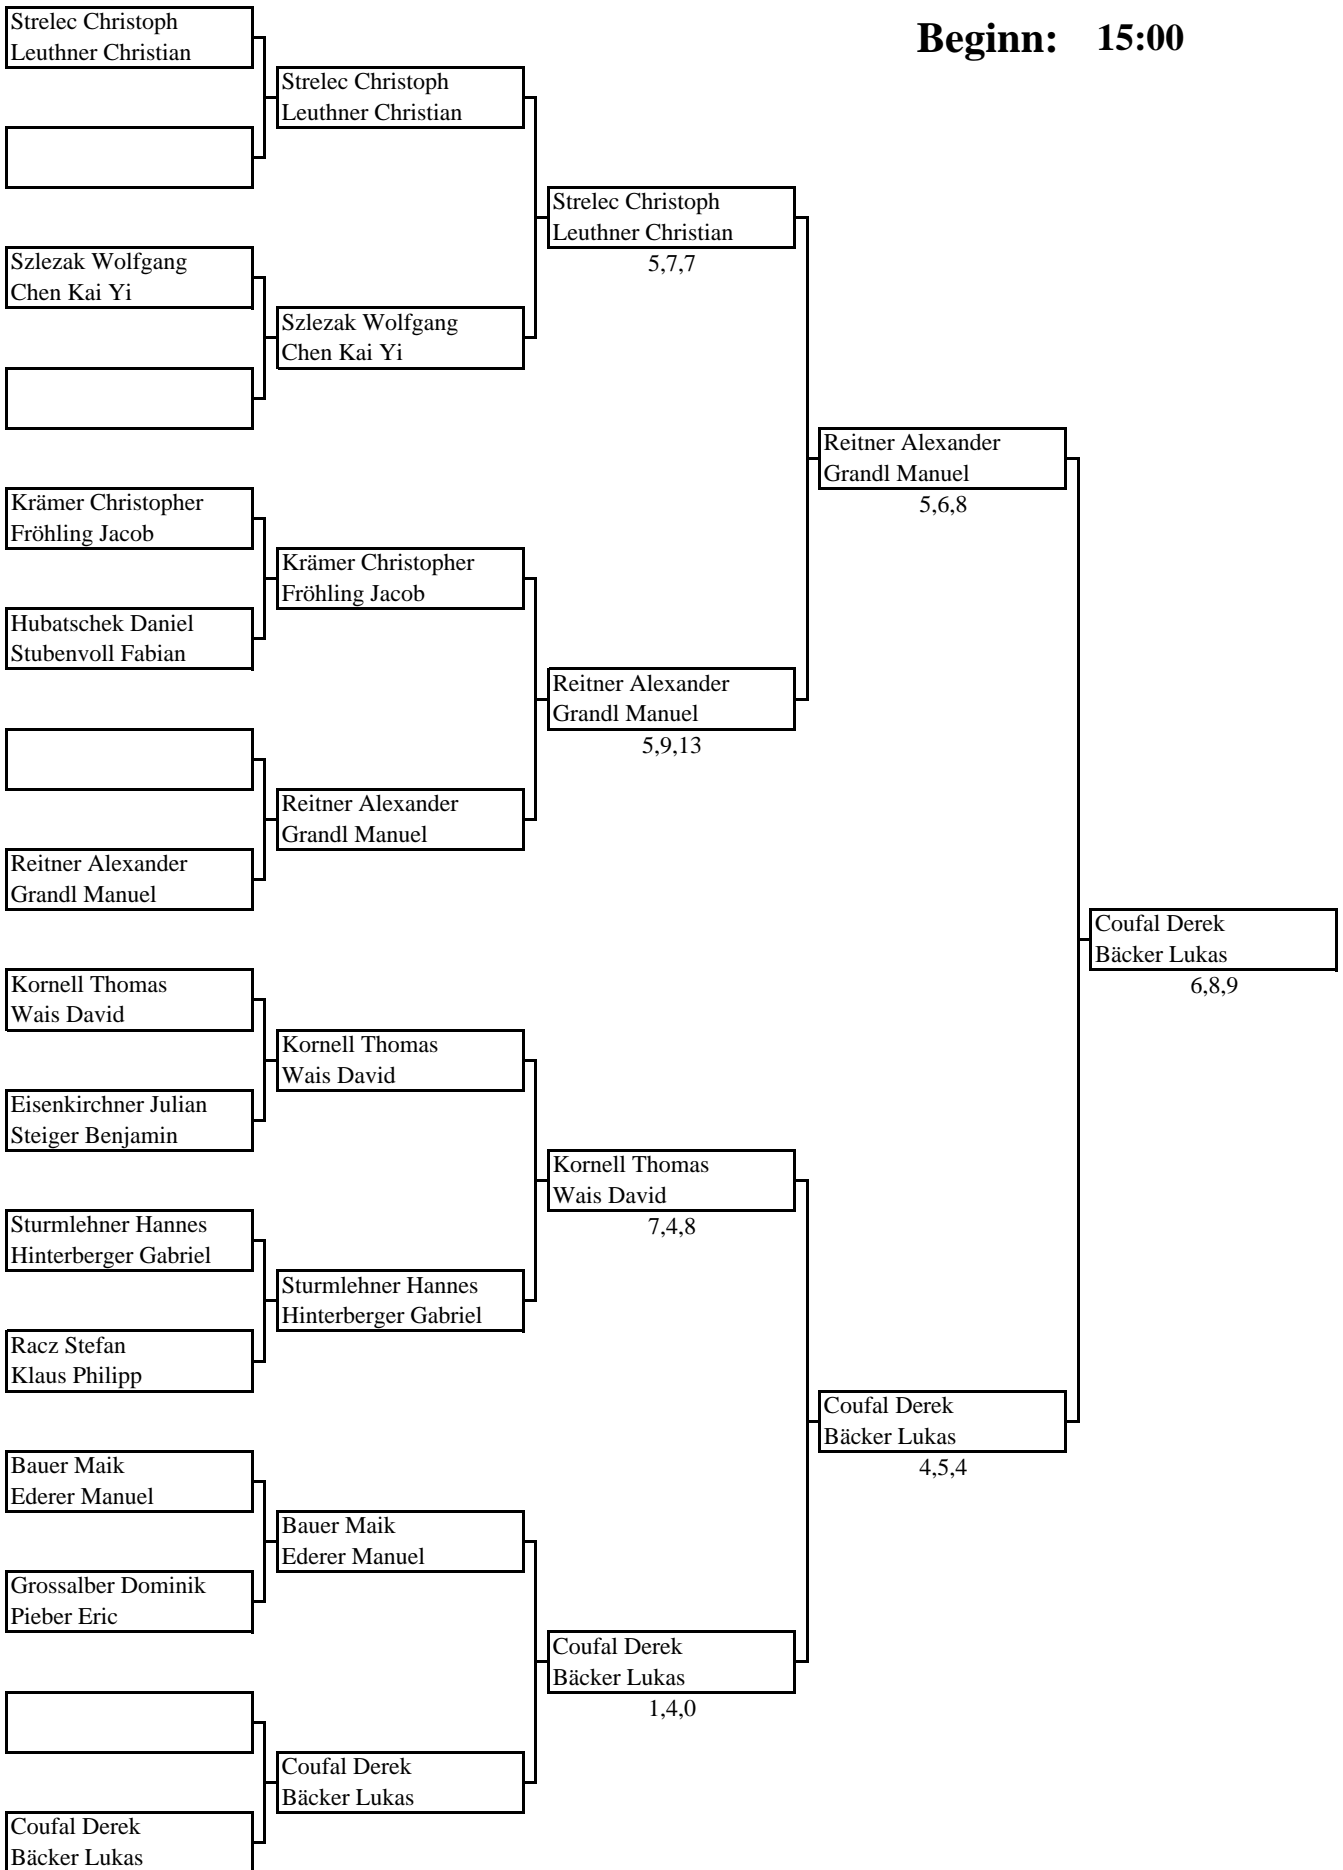 Strelec Christoph
Leuthner Christian
Beginn: 15:00
Strelec Christoph
Leuthner Christian
Strelec Christoph
Leuthner Christian
5,7,7
Szlezak Wolfgang
Chen Kai Yi
Szlezak Wolfgang
Chen Kai Yi
Reitner Alexander
Grandl Manuel
5,6,8
Krämer Christopher
Fröhling Jacob
Krämer Christopher
Fröhling Jacob
Hubatschek Daniel
Stubenvoll Fabian
Reitner Alexander
Grandl Manuel
5,9,13
Reitner Alexander
Grandl Manuel
Reitner Alexander
Grandl Manuel
Coufal Derek
Bäcker Lukas
6,8,9
Kornell Thomas
Wais David
Kornell Thomas
Wais David
Eisenkirchner Julian
Steiger Benjamin
Kornell Thomas
Wais David
7,4,8
Sturmlehner Hannes
Hinterberger Gabriel
Sturmlehner Hannes
Hinterberger Gabriel
Racz Stefan
Klaus Philipp
Coufal Derek
Bäcker Lukas
4,5,4
Bauer Maik
Ederer Manuel
Bauer Maik
Ederer Manuel
Grossalber Dominik
Pieber Eric
Coufal Derek
Bäcker Lukas
1,4,0
Coufal Derek
Bäcker Lukas
Coufal Derek
Bäcker Lukas